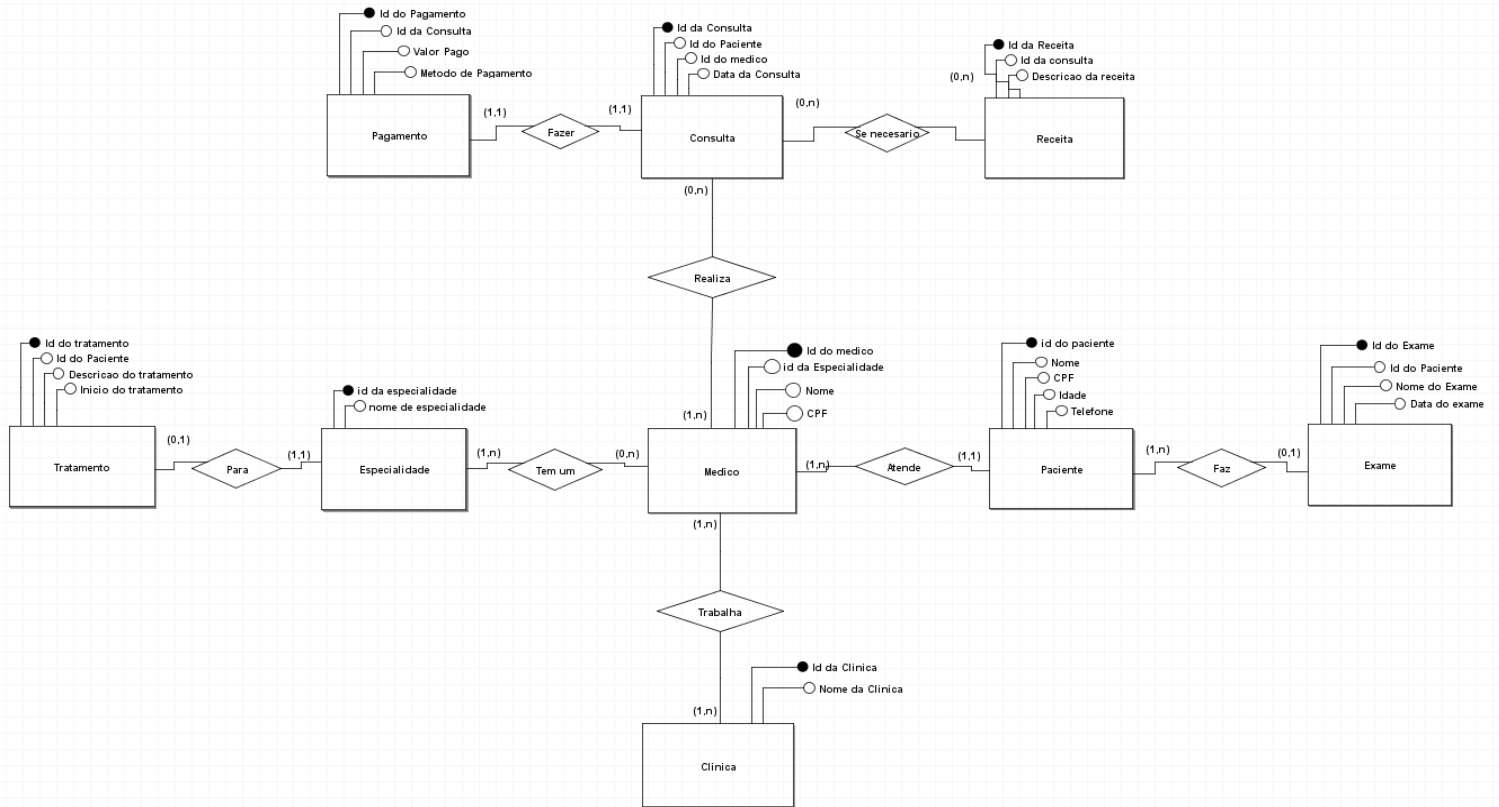 Id do Pagamento
Id da Consulta
Valor Pago
Metodo de Pagamento
(1,1)
Pagamento
Fazer
(1,1)
Id da Consulta
Id do Paciente
Id do medico
Data da Consulta
Consulta
(0,n)
Se necesario
(0,n)
Id da Receita
Id da consulta
Descricao da receita
Receita
(0,n)
Realiza
(1,n)
Id do tratamento
Id do Paciente
Descricao do tratamento
Inicio do tratamento
Tratamento
(0,1)
Para
(1,1)
id da especialidade
nome de especialidade
Especialidade
(1,n)
Tem um
(0,n)
Id do medico
id da Especialidade
Nome
CPF
Medico
(1,n)
Atende
(1,1)
id do paciente
Nome
CPF
Idade
Telefone
Paciente
(1,n)
Faz
(0,1)
Id do Exame
Id do Paciente
Nome do Exame
Data do exame
Exame
(1,n)
Trabalha
(1,n)
Id da Clinica
Nome da Clinica
Clinica